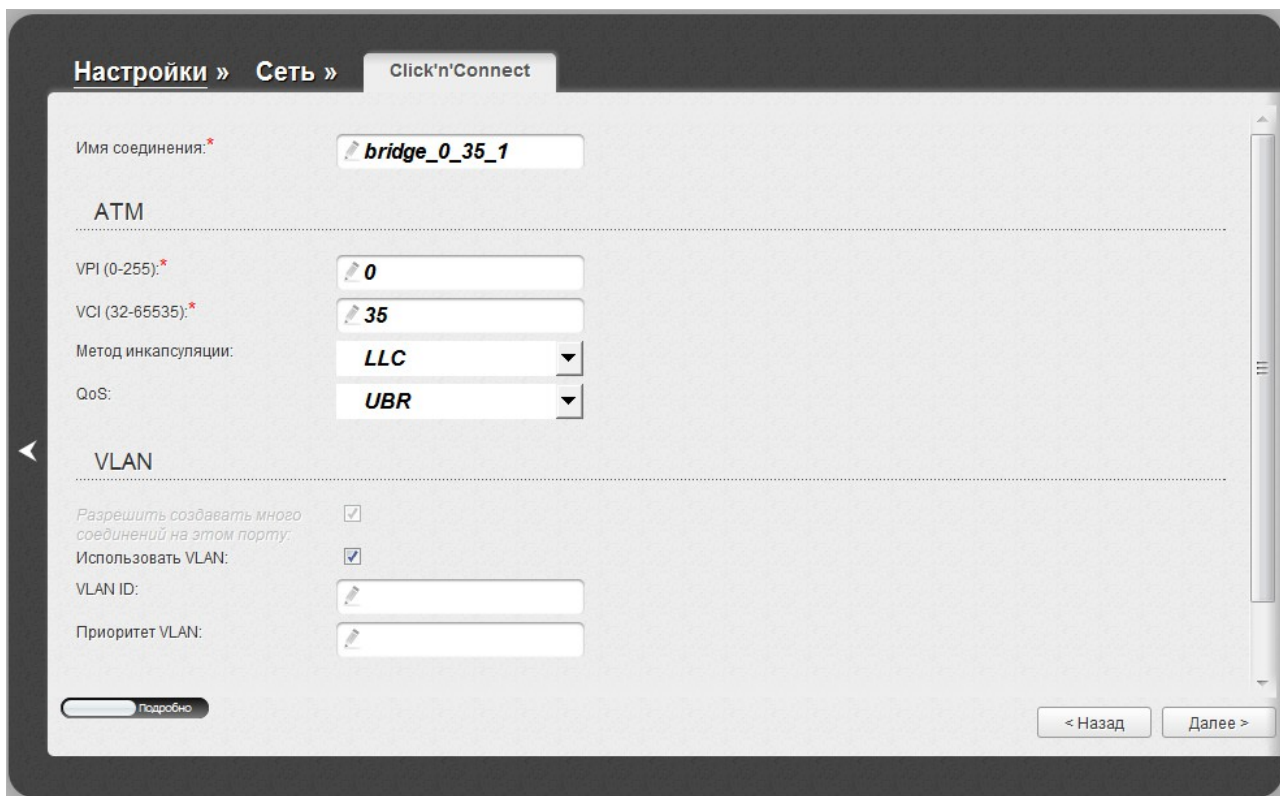 Настройки » Сеть » Click'n'Connect
Имя соединения:* bridge_0_35_1
ATM
VPI (0-255):* 0
VCI (32-65535):* 35
Метод инкапсуляции: LLC
QoS: UBR
VLAN
Разрешить создавать много
соединений на этом порту:
Использовать VLAN:
VLAN ID:
Приоритет VLAN:
Подробно
< Назад Далее >